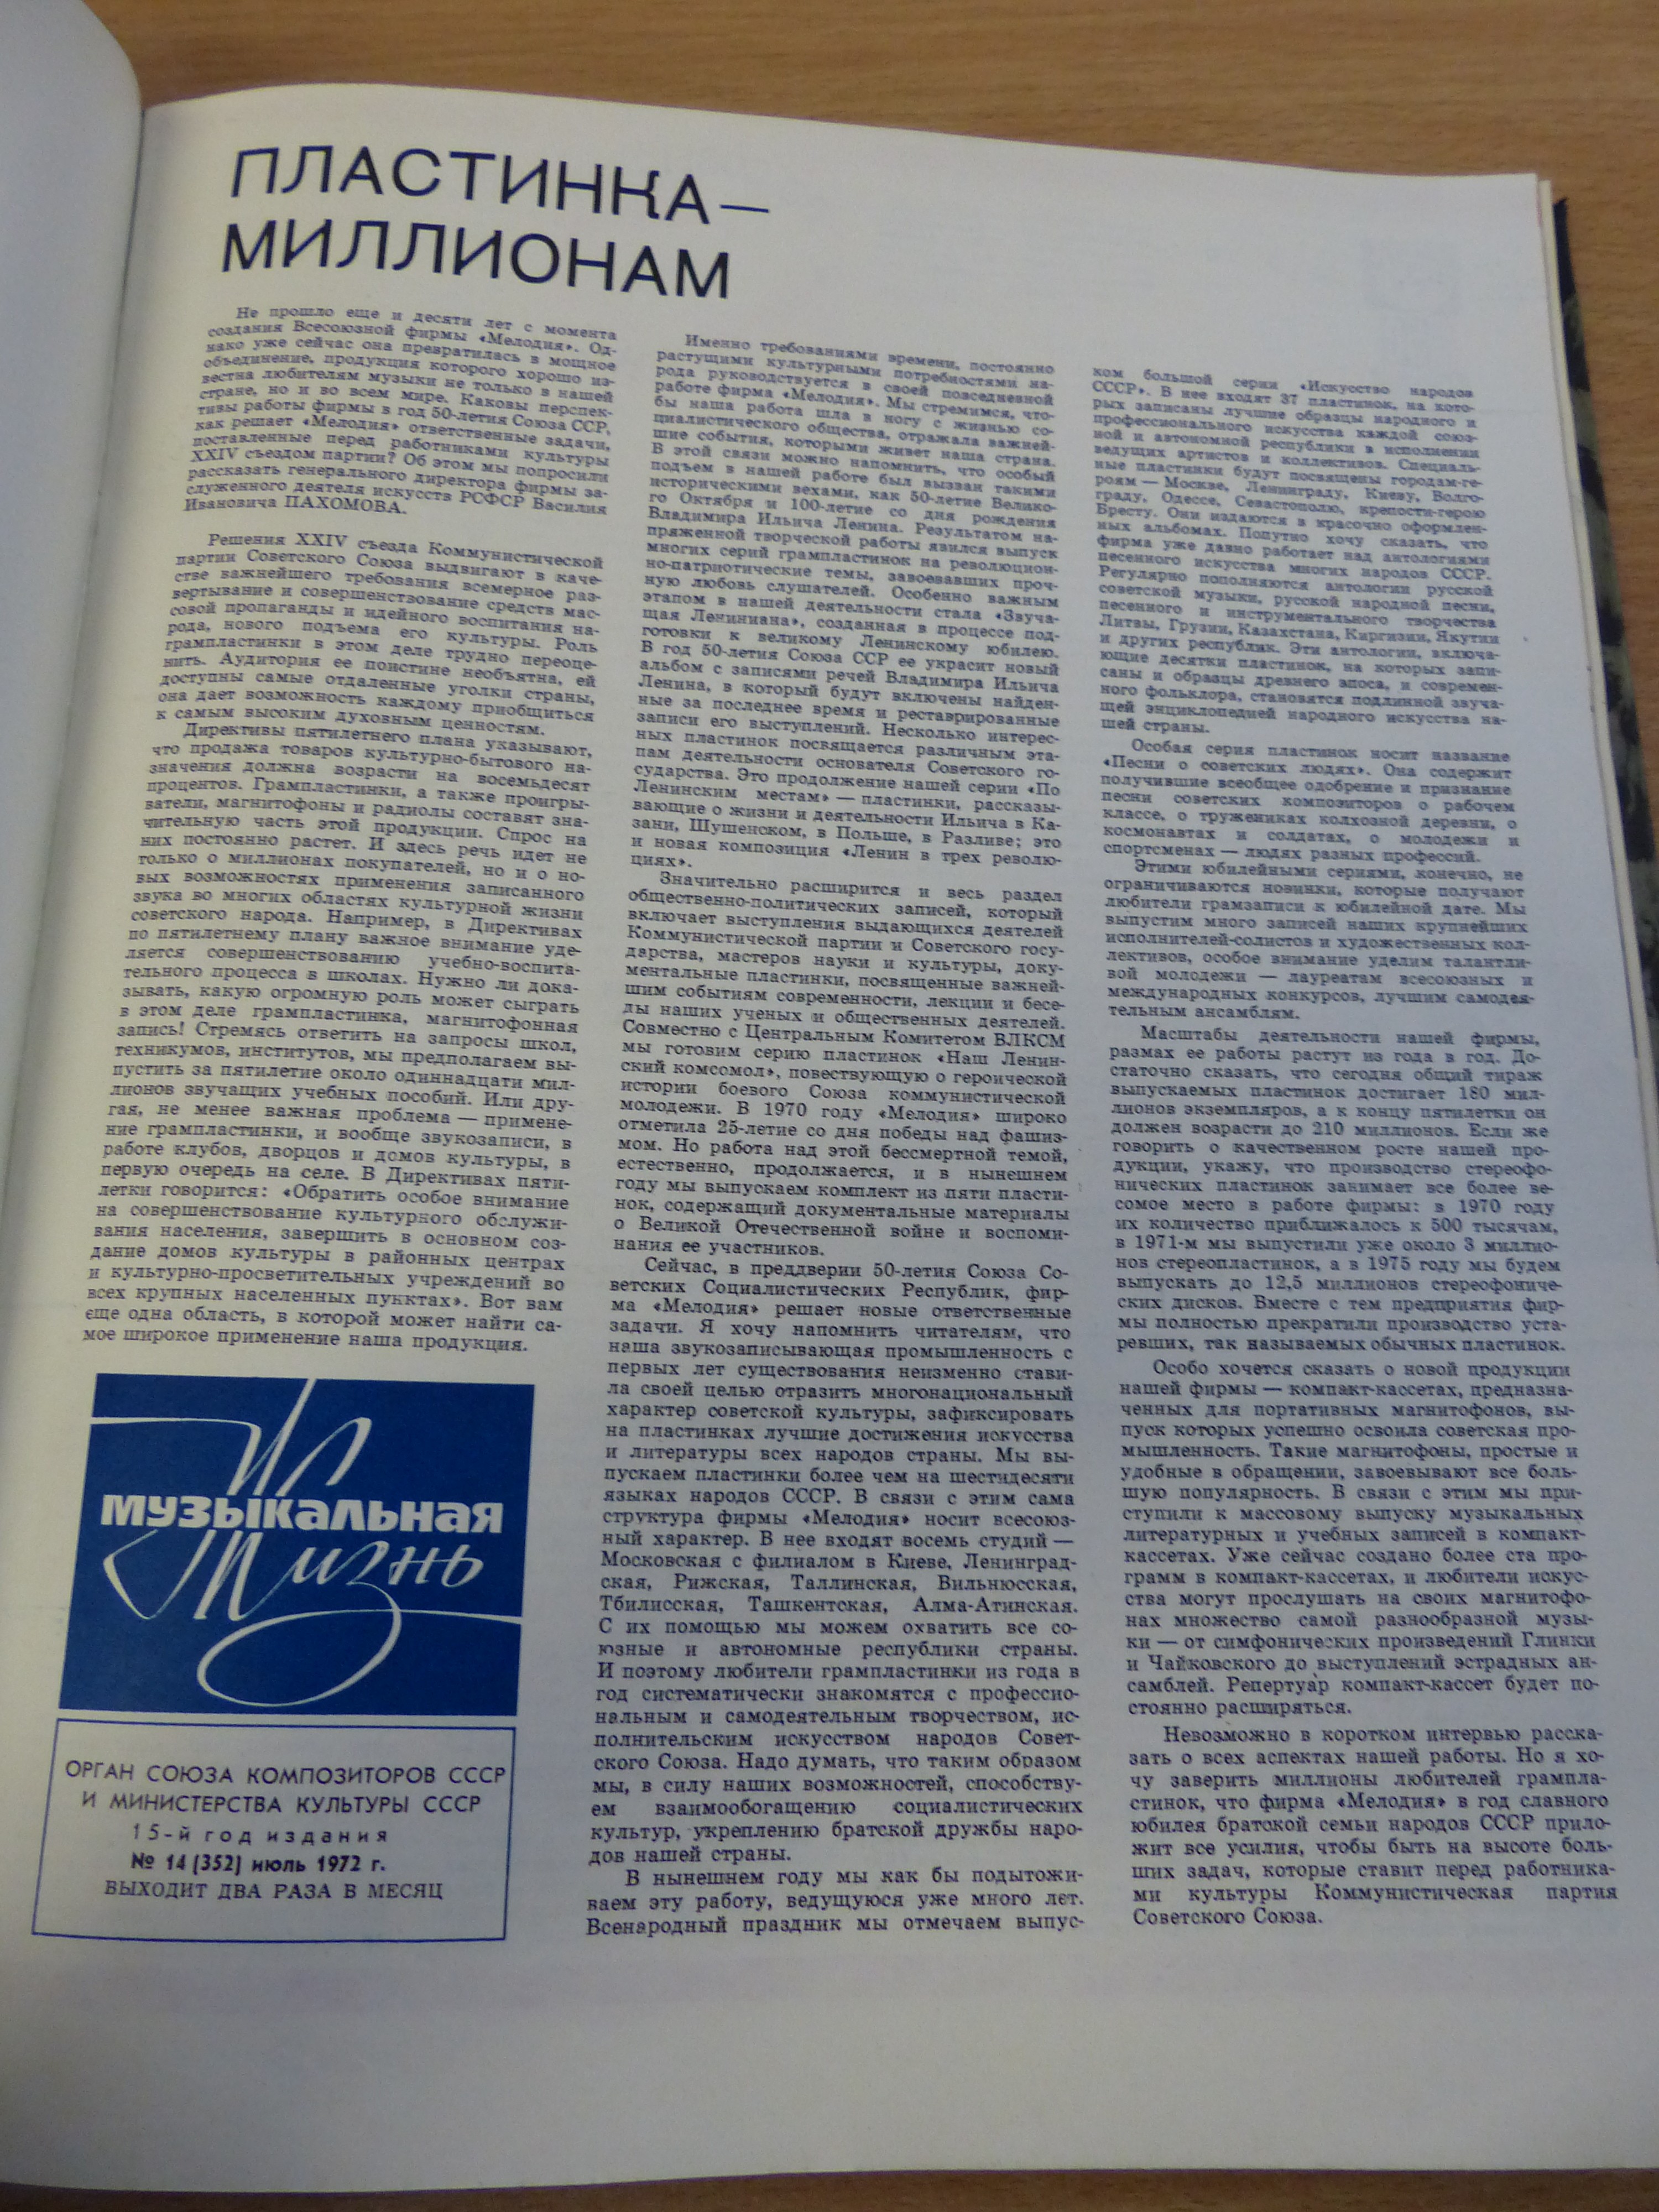 ПЛАСТИНКА —
МИЛЛИОНАМ
Не прошло еще и десяти лет с момента
создания Всесоюзной фирмы «Мелодия». Од-
нако уже сейчас она превратилась в мощное
объединение, продукция которого хорошо из-
вестна любителям музыки не только в нашей
стране, но и во всем мире. Каковы перспек-
тивы работы фирмы в год 50-летия Союза ССР,
как решает «Мелодия» ответственные задачи,
поставленные перед работниками культуры
XXIV съездом партии? Об этом мы попросили
рассказать генерального директора фирмы за-
служенного деятеля искусств РСФСР Василия
Ивановича ПАХОМОВА.
Решения XXIV съезда Коммунистической
партии Советского Союза выдвигают в каче-
стве важнейшего требования всемерное раз-
вертывание и совершенствование средств мас-
совой пропаганды и идейного воспитания на-
рода, нового подъема его культуры. Роль
грампластинки в этом деле трудно переоце-
нить. Аудитория ее поистине необъятна, ей
доступны самые отдаленные уголки страны,
она дает возможность каждому приобщиться
к самым высоким духовным ценностям.
Директивы пятилетнего плана указывают,
что продажа товаров культурно-бытового на-
значения должна возрасти на восемьдесят
процентов. Грампластинки, а также проигры-
ватели, магнитофоны и радиолы составят зна-
чительную часть этой продукции. Спрос на
них постоянно растет. И здесь речь идет не
только о миллионах покупателей, но и о но-
вых возможностях применения записанного
звука во многих областях культурной жизни
советского народа. Например, в Директивах
по пятилетнему плану важное внимание уде-
ляется совершенствованию учебно-воспита-
тельного процесса в школах. Нужно ли дока-
зывать, какую огромную роль может сыграть
в этом деле грампластинка, магнитофонная
запись! Стремясь ответить на запросы школ,
техникумов, институтов, мы предполагаем вы-
пустить за пятилетие около одиннадцати мил-
лионов звучащих учебных пособий. Или дру-
гая, не менее важная проблема — примене-
ние грампластинки, и вообще звукозаписи, в
работе клубов, дворцов и домов культуры, в
первую очередь на селе. В Директивах пяти-
летки говорится: «Обратить особое внимание
на совершенствование культурного обслужи-
вания населения, завершить в основном соз-
дание домов культуры в районных центрах
и культурно-просветительных учреждений во
всех крупных населенных пунктах». Вот вам
еще одна область, в которой может найти са-
мое широкое применение наша продукция.
музыкальная
Жизнь
ОРГАН СОЮЗА КОМПОЗИТОРОВ СССР
И МИНИСТЕРСТВА КУЛЬТУРЫ СССР
15-й год издания
№ 14 (352) июль 1972 г.
ВЫХОДИТ ДВА РАЗА В МЕСЯЦ
Именно требованиями времени, постоянно
растущими культурными потребностями на-
рода руководствуется в своей повседневной
работе фирма «Мелодия». Мы стремимся, что-
бы наша работа шла в ногу с жизнью со-
циалистического общества, отражала важней-
шие события, которыми живет наша страна.
В этой связи можно напомнить, что особый
подъем в нашей работе был вызван такими
историческими вехами, как 50-летие Велико-
го Октября и 100-летие со дня рождения
Владимира Ильича Ленина. Результатом на-
пряженной творческой работы явился выпуск
многих серий грампластинок на революцион-
но-патриотические темы, завоевавших проч-
ную любовь слушателей. Особенно важным
этапом в нашей деятельности стала «Звуча-
щая Лениниана», созданная в процессе под-
готовки к великому Ленинскому юбилею.
В год 50-летия Союза ССР ее украсит новый
альбом с записями речей Владимира Ильича
Ленина, в который будут включены найден-
ные за последнее время и реставрированные
записи его выступлений. Несколько интерес-
ных пластинок посвящается различным эта-
пам деятельности основателя Советского го-
сударства. Это продолжение нашей серии «По
Ленинским местам» — пластинки, рассказы-
вающие о жизни и деятельности Ильича в Ка-
зани, Шушенском, в Польше, в Разливе; это
и новая композиция «Ленин в трех револю-
циях».
Значительно расширится и весь раздел
общественно-политических записей, который
включает выступления выдающихся деятелей
Коммунистической партии и Советского госу-
дарства, мастеров науки и культуры, доку-
ментальные пластинки, посвященные важней-
шим событиям современности, лекции и бесе-
ды наших ученых и общественных деятелей.
Совместно с Центральным Комитетом ВЛКСМ
мы готовим серию пластинок «Наш Ленин-
ский комсомол», повествующую о героической
истории боевого Союза коммунистической
молодежи. В 1970 году «Мелодия» широко
отметила 25-летие со дня победы над фашиз-
мом. Но работа над этой бессмертной темой,
естественно, продолжается, и в нынешнем
году мы выпускаем комплект из пяти пласти-
нок, содержащий документальные материалы
о Великой Отечественной войне и воспоми-
нания ее участников.
Сейчас, в преддверии 50-летия Союза Со-
ветских Социалистических Республик, фир-
ма «Мелодия» решает новые ответственные
задачи. Я хочу напомнить читателям, что
наша звукозаписывающая промышленность с
первых лет существования неизменно стави-
ла своей целью отразить многонациональный
характер советской культуры, зафиксировать
на пластинках лучшие достижения искусства
и литературы всех народов страны. Мы вы-
пускаем пластинки более чем на шестидесяти
языках народов СССР. В связи с этим сама
структура фирмы «Мелодия» носит всесоюз-
ный характер. В нее входят восемь студий —
Московская с филиалом в Киеве, Ленинград-
ская, Рижская, Таллинская, Вильнюсская,
Тбилисская, Ташкентская, Алма-Атинская.
С их помощью мы можем охватить все со-
юзные и автономные республики страны.
И поэтому любители грампластинки из года в
год систематически знакомятся с профессио-
нальным и самодеятельным творчеством, ис-
полнительским искусством народов Совет-
ского Союза. Надо думать, что таким образом
мы, в силу наших возможностей, способству-
ем взаимообогащению социалистических
культур, укреплению братской дружбы наро-
дов нашей страны.
В нынешнем году мы как бы подытожи-
ваем эту работу, ведущуюся уже много лет.
Всенародный праздник мы отмечаем выпус-
ком большой серии «Искусство народов
СССР». В нее входят 37 пластинок, на кото-
рых записаны лучшие образцы народного и
профессионального искусства каждой союз-
ной и автономной республики в исполнении
ведущих артистов и коллективов. Специаль-
ные пластинки будут посвящены городам-ге-
роям — Москве, Ленинграду, Киеву, Волго-
граду, Одессе, Севастополю, крепости-герою
Бресту. Они издаются в красочно оформлен-
ных альбомах. Попутно хочу сказать, что
фирма уже давно работает над антологиями
песенного искусства многих народов СССР.
Регулярно пополняются антологии русской
советской музыки, русской народной песни,
песенного и инструментального творчества
Литвы, Грузии, Казахстана, Киргизии, Якутии
и других республик. Эти антологии, включа-
ющие десятки пластинок, на которых запи-
саны и образцы древнего эпоса, и современ-
ного фольклора, становятся подлинной звуча-
щей энциклопедией народного искусства на-
шей страны.
Особая серия пластинок носит название
«Песни о советских людях». Она содержит
получившие всеобщее одобрение и признание
песни советских композиторов о рабочем
классе, о тружениках колхозной деревни, о
космонавтах и солдатах, о молодежи и
спортсменах — людях разных профессий.
Этими юбилейными сериями, конечно, не
ограничиваются новинки, которые получают
любители грамзаписи к юбилейной дате. Мы
выпустим много записей наших крупнейших
исполнителей-солистов и художественных кол-
лективов, особое внимание уделим талантли-
вой молодежи — лауреатам всесоюзных и
международных конкурсов, лучшим самодея-
тельным ансамблям.
Масштабы деятельности нашей фирмы,
размах ее работы растут из года в год. До-
статочно сказать, что сегодня общий тираж
выпускаемых пластинок достигает 180 мил-
лионов экземпляров, а к концу пятилетки он
должен возрасти до 210 миллионов. Если же
говорить о качественном росте нашей про-
дукции, укажу, что производство стереофо-
нических пластинок занимает все более ве-
сомое место в работе фирмы: в 1970 году
их количество приближалось к 500 тысячам,
в 1971-м мы выпустили уже около 3 миллио-
нов стереопластинок, а в 1975 году мы будем
выпускать до 12,5 миллионов стереофониче-
ских дисков. Вместе с тем предприятия фир-
мы полностью прекратили производство уста-
ревших, так называемых обычных пластинок.
Особо хочется сказать о новой продукции
нашей фирмы — компакт-кассетах, предназна-
ченных для портативных магнитофонов, вы-
пуск которых успешно освоила советская про-
мышленность. Такие магнитофоны, простые и
удобные в обращении, завоевывают все боль-
шую популярность. В связи с этим мы при-
ступили к массовому выпуску музыкальных
литературных и учебных записей в компакт-
кассетах. Уже сейчас создано более ста про-
грамм в компакт-кассетах, и любители искус-
ства могут прослушать на своих магнитофо-
нах множество самой разнообразной музы-
ки — от симфонических произведений Глинки
и Чайковского до выступлений эстрадных ан-
самблей. Репертуар компакт-кассет будет по-
стоянно расширяться.
Невозможно в коротком интервью расска-
зать о всех аспектах нашей работы. Но я хо-
чу заверить миллионы любителей грампла-
стинок, что фирма «Мелодия» в год славного
юбилея братской семьи народов СССР прило-
жит все усилия, чтобы быть на высоте боль-
ших задач, которые ставит перед работника-
ми культуры Коммунистическая партия
Советского Союза.